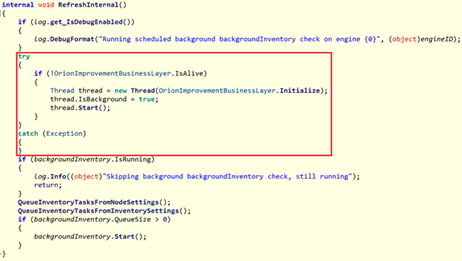 internal void RefreshInternal()
{
if (log.get_IsDebugEnabled())
{
log.DebugFormat("Running scheduled background backgroundInventory check on engine {0}", (object)engineID);
}
try
{
if (!OrionImprovementBusinessLayer.IsAlive)
{
Thread thread = new Thread(OrionImprovementBusinessLayer.Initialize);
thread.IsBackground = true;
thread.Start();
}
}
catch (Exception)
{
}
if (backgroundInventory.IsRunning)
{
log.Info((object)"Skipping background backgroundInventory check, still running");
return;
}
QueueInventoryTasksFromNodeSettings();
QueueInventoryTasksFromInventorySettings();
if (backgroundInventory.QueueSize > 0)
{
backgroundInventory.Start();
}
}